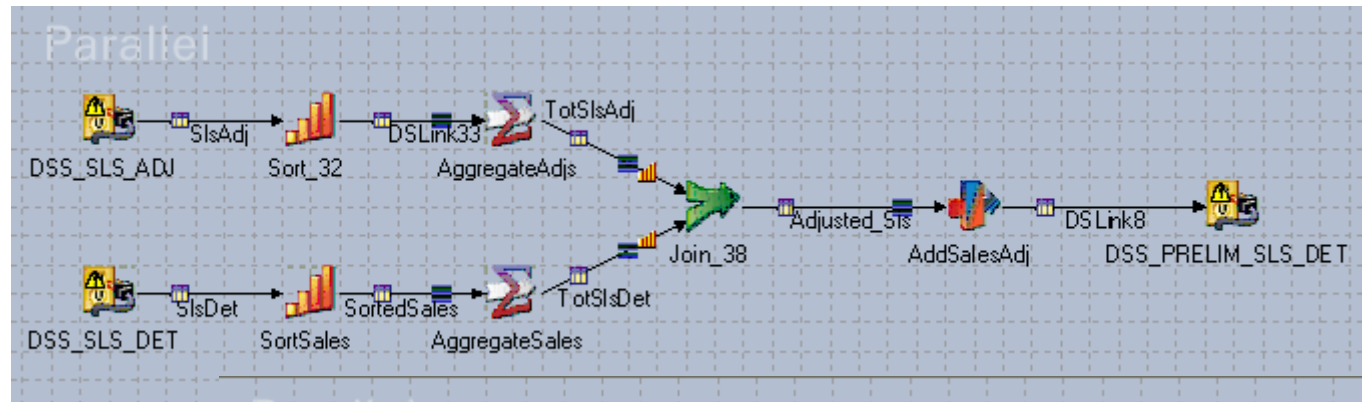 Parallel
TotSlsAdj
SlsAdj
DSLink33
DSS_SLS_ADJ
Sort_32
AggregateAdjs
Adjusted_Sls
DSLink8
Join_38
AddSalesAdj
DSS_PRELIM_SLS_DET
SlsDet
SortedSales
TotSlsDet
DSS_SLS_DET
SortSales
AggregateSales